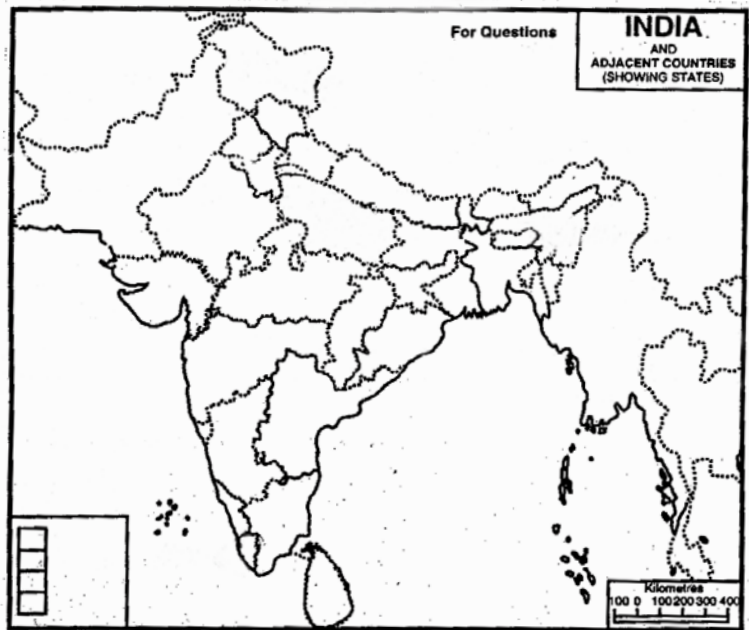 For Questions
INDIA
AND
ADJACENT COUNTRIES
(SHOWING STATES)
Kilometres
100 0 100 200 300 400